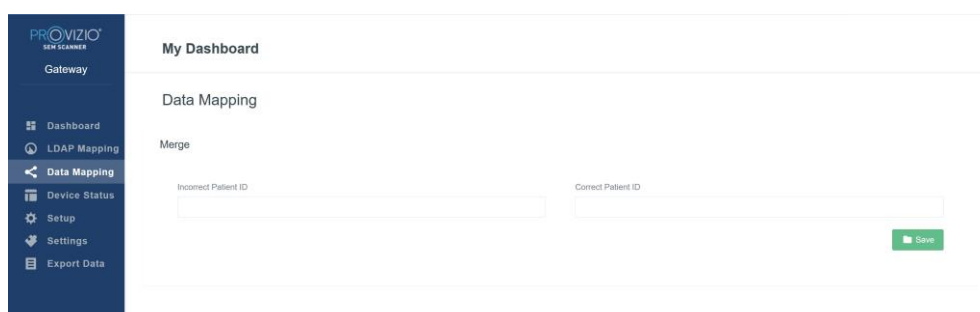 PROVIZIO®
SEM SCANNER
Gateway
Dashboard
LDAP Mapping
Data Mapping
Device Status
Setup
Settings
Export Data
My Dashboard
Data Mapping
Merge
Incorrect Patient ID
Correct Patient ID
Save